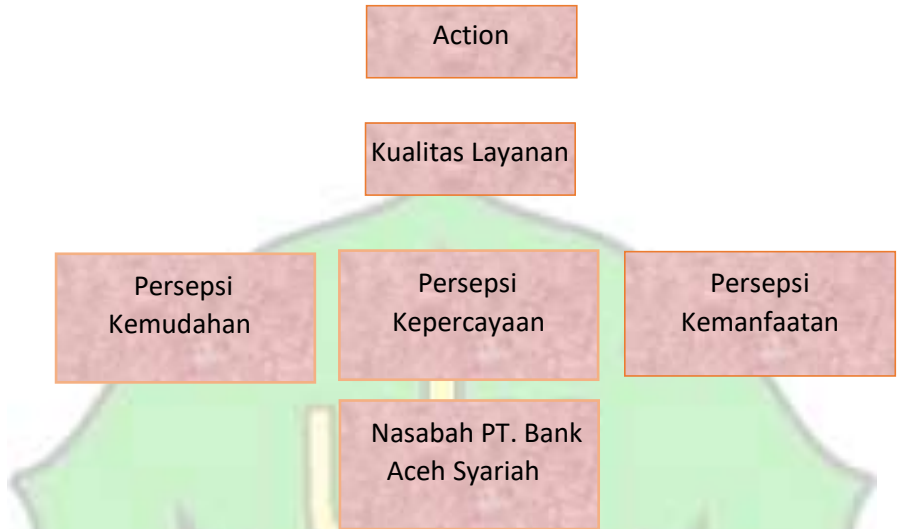 Action
Kualitas Layanan
Persepsi
Kemudahan
Persepsi
Kepercayaan
Persepsi
Kemanfaatan
Nasabah PT. Bank
Aceh Syariah